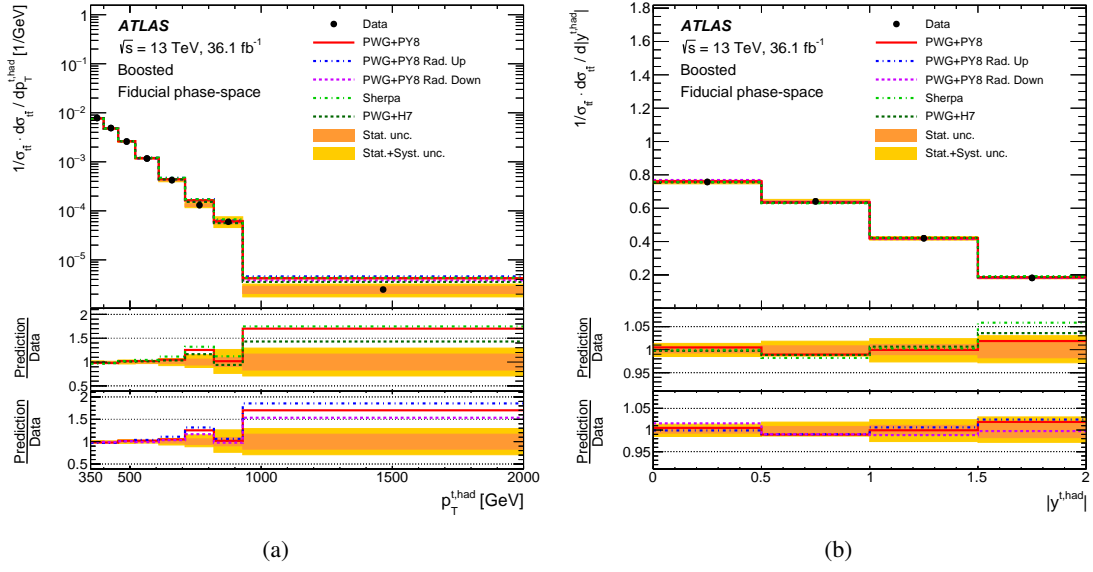 1/σ_tt̄ · dσ_tt̄ / dp_T^t,had [1/GeV]
ATLAS
√s = 13 TeV, 36.1 fb⁻¹
Boosted
Fiducial phase-space
Data
PWG+PY8
PWG+PY8 Rad. Up
PWG+PY8 Rad. Down
Sherpa
PWG+H7
Stat. unc.
Stat.+Syst. unc.
1
10⁻¹
10⁻²
10⁻³
10⁻⁴
10⁻⁵
Prediction
Data
2
1.5
1
0.5
Prediction
Data
2
1.5
1
0.5
350 500 1000 1500 2000
p_T^t,had [GeV]
(a)
1/σ_tt̄ · dσ_tt̄ / d|y^t,had|
ATLAS
√s = 13 TeV, 36.1 fb⁻¹
Boosted
Fiducial phase-space
Data
PWG+PY8
PWG+PY8 Rad. Up
PWG+PY8 Rad. Down
Sherpa
PWG+H7
Stat. unc.
Stat.+Syst. unc.
1.8
1.6
1.4
1.2
1.0
0.8
0.6
0.4
0.2
Prediction
Data
1.05
1
0.95
Prediction
Data
1.05
1
0.95
0 0.5 1 1.5 2
|y^t,had|
(b)